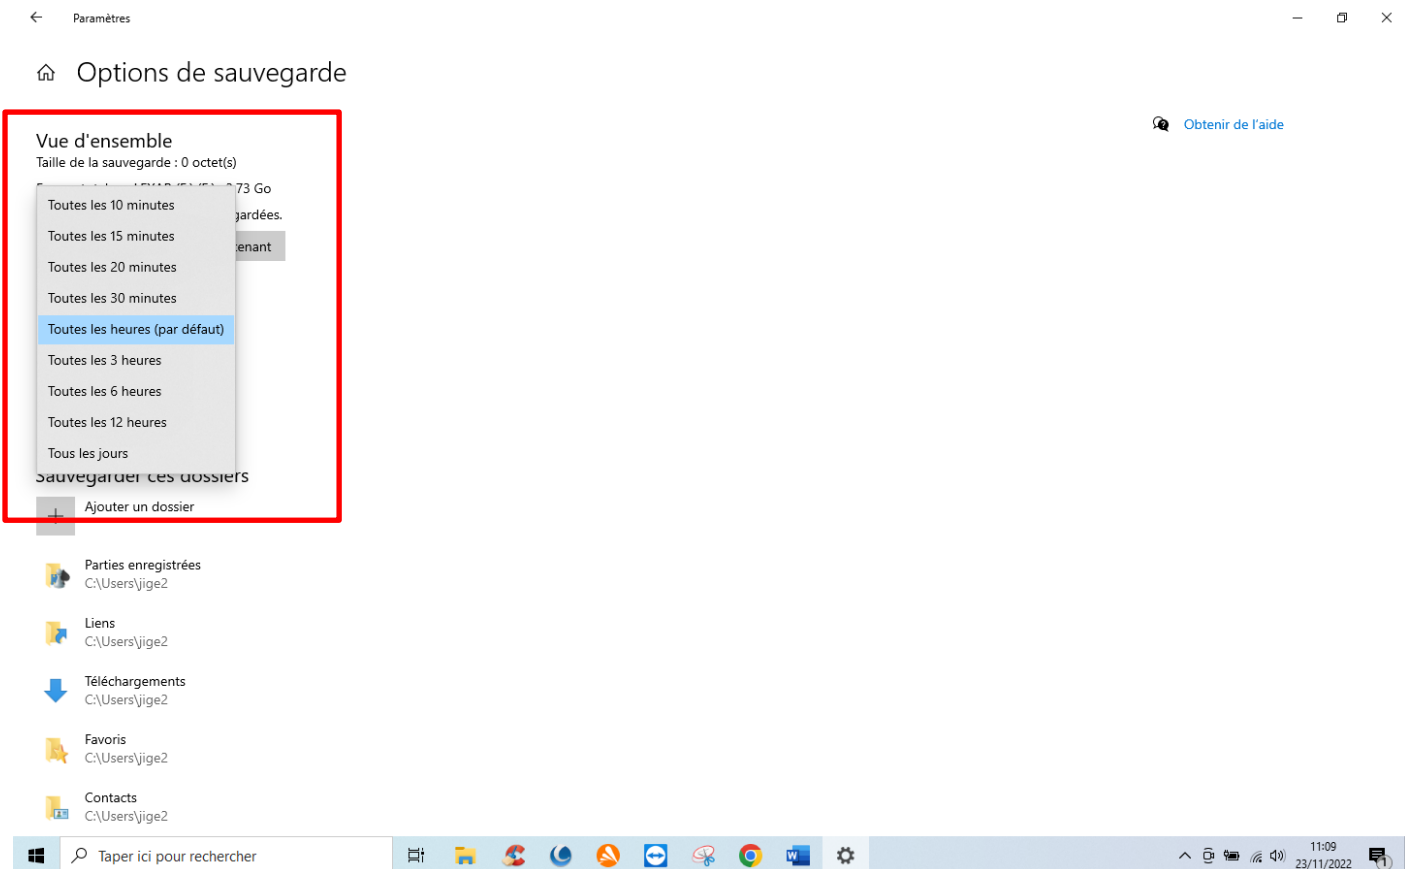 Paramètres
Options de sauvegarde
Obtenir de l'aide
Vue d'ensemble
Taille de la sauvegarde : 0 octet(s)
73 Go
gardées.
tenant
Toutes les 10 minutes
Toutes les 15 minutes
Toutes les 20 minutes
Toutes les 30 minutes
Toutes les heures (par défaut)
Toutes les 3 heures
Toutes les 6 heures
Toutes les 12 heures
Tous les jours
Sauvegarder ces dossiers
Ajouter un dossier
Parties enregistrées
C:\Users\jige2
Liens
C:\Users\jige2
Téléchargements
C:\Users\jige2
Favoris
C:\Users\jige2
Contacts
C:\Users\jige2
Taper ici pour rechercher
11:09
23/11/2022
1